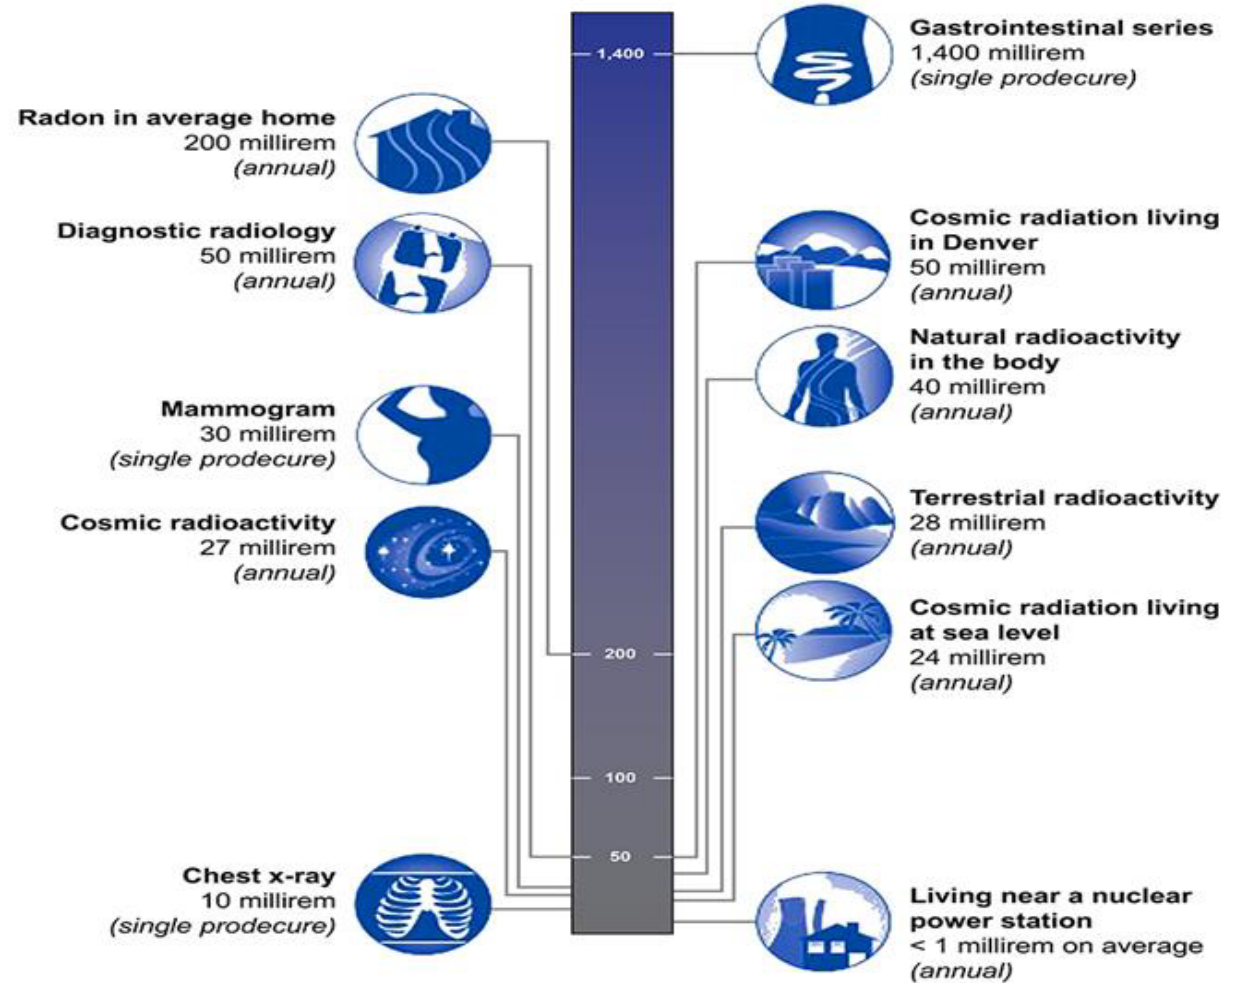 Gastrointestinal series
1,400 millirem
(single prodecure)
Radon in average home
200 millirem
(annual)
Diagnostic radiology
50 millirem
(annual)
Cosmic radiation living
in Denver
50 millirem
(annual)
Natural radioactivity
in the body
40 millirem
(annual)
Mammogram
30 millirem
(single prodecure)
Terrestrial radioactivity
28 millirem
(annual)
Cosmic radioactivity
27 millirem
(annual)
Cosmic radiation living
at sea level
24 millirem
(annual)
Chest x-ray
10 millirem
(single prodecure)
Living near a nuclear
power station
< 1 millirem on average
(annual)
1,400
200
100
50